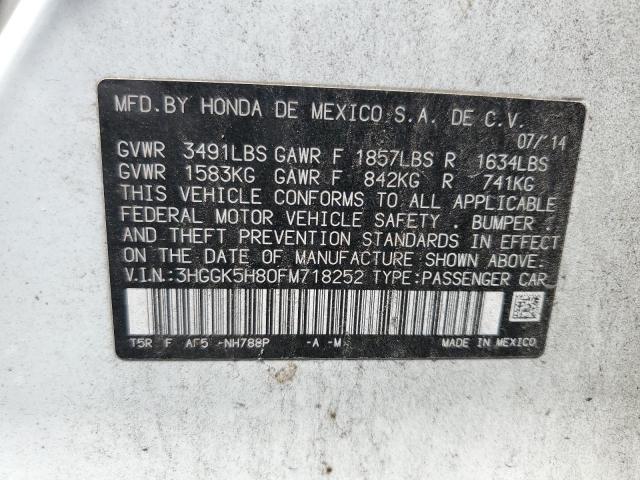 MFD.BY HONDA DE MEXICO S.A. DE C.V.
07/'14
GVWR 3491LBS GAWR F 1857LBS R 1634LBS
GVWR 1583KG GAWR F 842KG R 741KG
THIS VEHICLE CONFORMS TO ALL APPLICABLE
FEDERAL MOTOR VEHICLE SAFETY , BUMPER ,
AND THEFT PREVENTION STANDARDS IN EFFECT
ON THE DATE OF MANUFACTURE SHOWN ABOVE.
V.I.N.:3HGGK5H80FM718252 TYPE:PASSENGER CAR
T5R F AF5 -NH788P -A -M MADE IN MEXICO